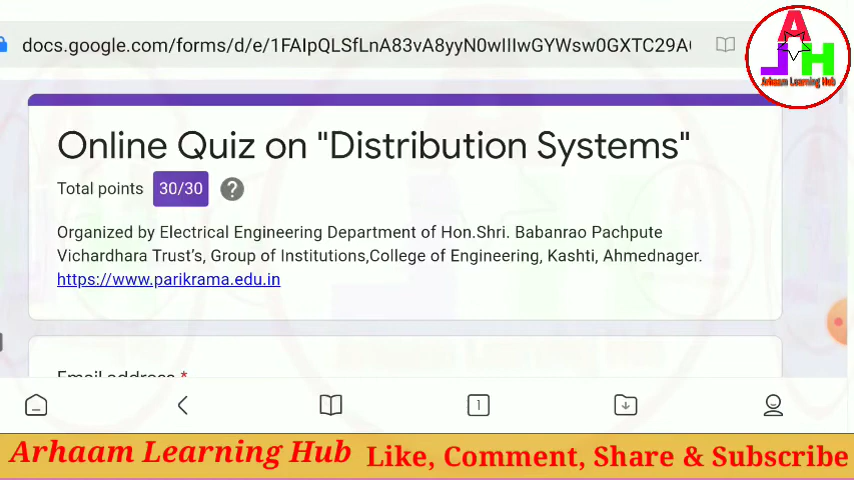 docs.google.com/forms/d/e/1FAIpQLSfLnA83vA8yyN0wIIIwGYWsw0GXTC29A
A
J H
Arhaam Learning Hub
Online Quiz on "Distribution Systems"
Total points 30/30 ?
Organized by Electrical Engineering Department of Hon.Shri. Babanrao Pachpute
Vichardhara Trust's, Group of Institutions,College of Engineering, Kashti, Ahmednager.
https://www.parikrama.edu.in
Email address *
1
Arhaam Learning Hub Like, Comment, Share & Subscribe